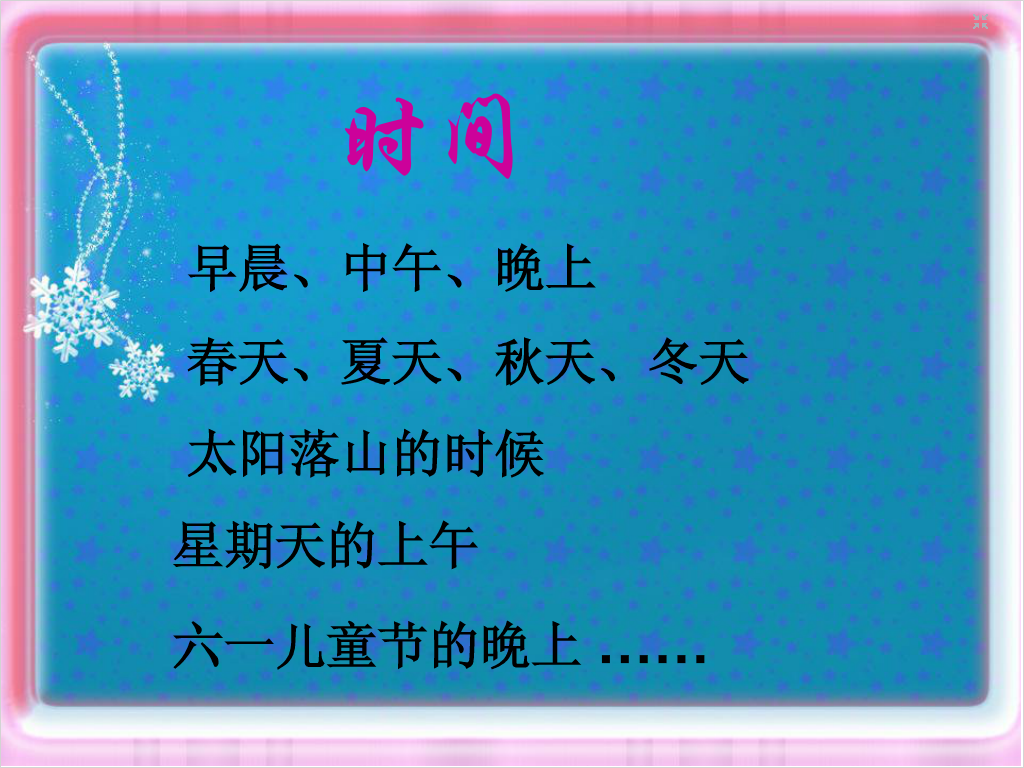 时间
早晨、中午、晚上
春天、夏天、秋天、冬天
太阳落山的时候
星期天的上午
六一儿童节的晚上……